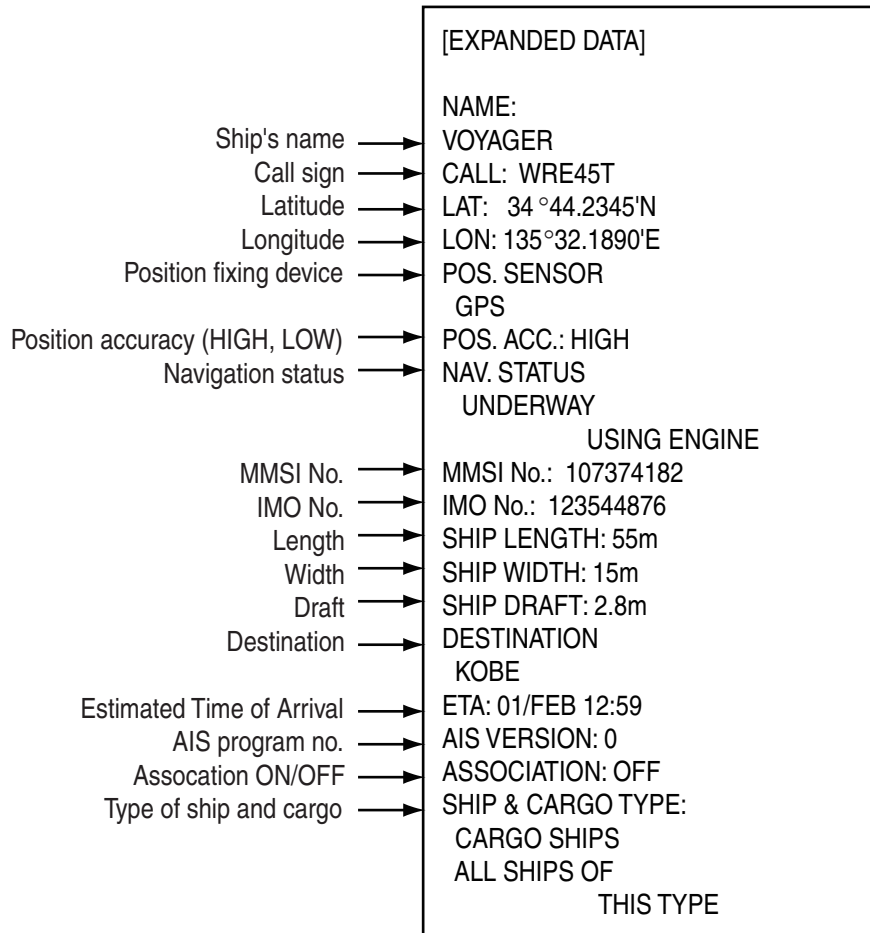 [EXPANDED DATA]
NAME:
Ship's name VOYAGER
Call sign CALL: WRE45T
Latitude LAT: 34°44.2345'N
Longitude LON: 135°32.1890'E
Position fixing device POS. SENSOR
GPS
Position accuracy (HIGH, LOW) POS. ACC.: HIGH
Navigation status NAV. STATUS
UNDERWAY
USING ENGINE
MMSI No. MMSI No.: 107374182
IMO No. IMO No.: 123544876
Length SHIP LENGTH: 55m
Width SHIP WIDTH: 15m
Draft SHIP DRAFT: 2.8m
Destination DESTINATION
KOBE
Estimated Time of Arrival ETA: 01/FEB 12:59
AIS program no. AIS VERSION: 0
Assocation ON/OFF ASSOCIATION: OFF
Type of ship and cargo SHIP & CARGO TYPE:
CARGO SHIPS
ALL SHIPS OF
THIS TYPE